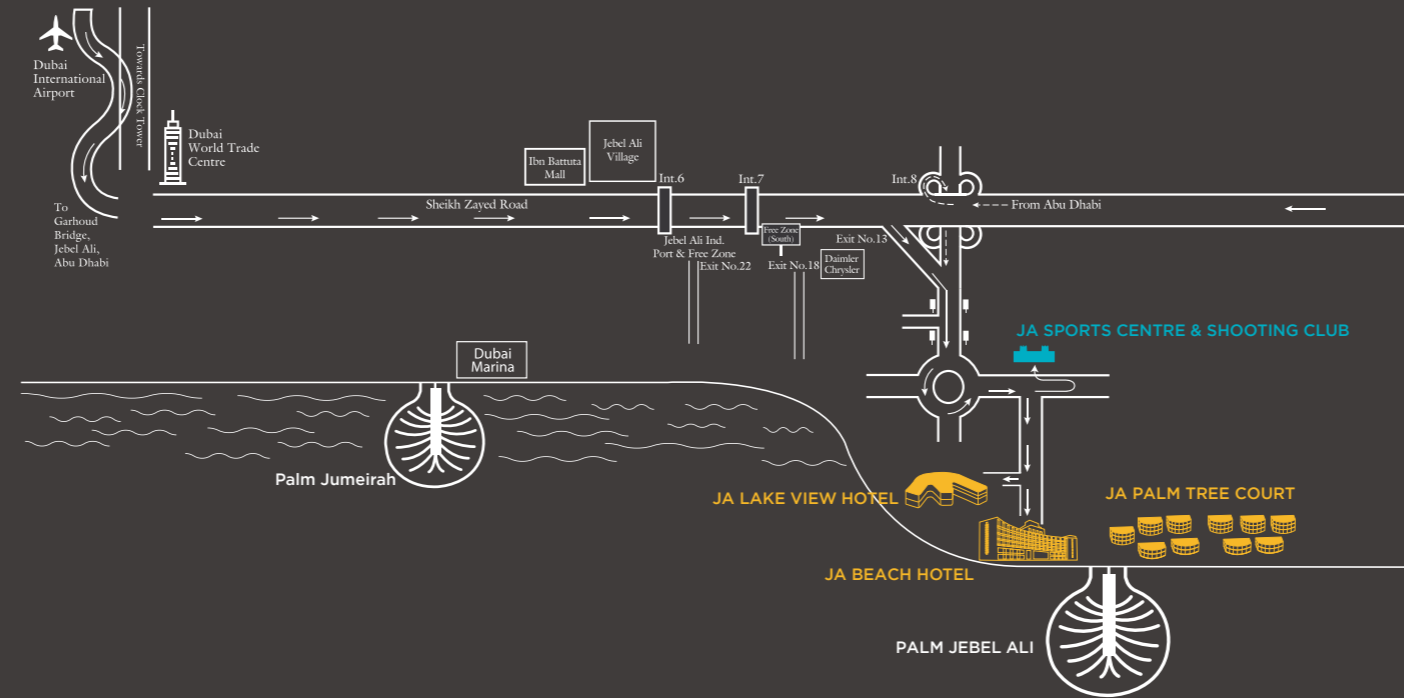 Dubai
International
Airport
Towards Clock Tower
Dubai
World Trade
Centre
To
Garhoud
Bridge,
Jebel Ali,
Abu Dhabi
Sheikh Zayed Road
Ibn Battuta
Mall
Jebel Ali
Village
Int.6
Int.7
Int.8
From Abu Dhabi
Jebel Ali Ind.
Port & Free Zone
Exit No.22
Free Zone
(South)
Exit No.18
Exit No.13
Daimler
Chrysler
JA SPORTS CENTRE & SHOOTING CLUB
Dubai
Marina
Palm Jumeirah
JA LAKE VIEW HOTEL
JA PALM TREE COURT
JA BEACH HOTEL
PALM JEBEL ALI